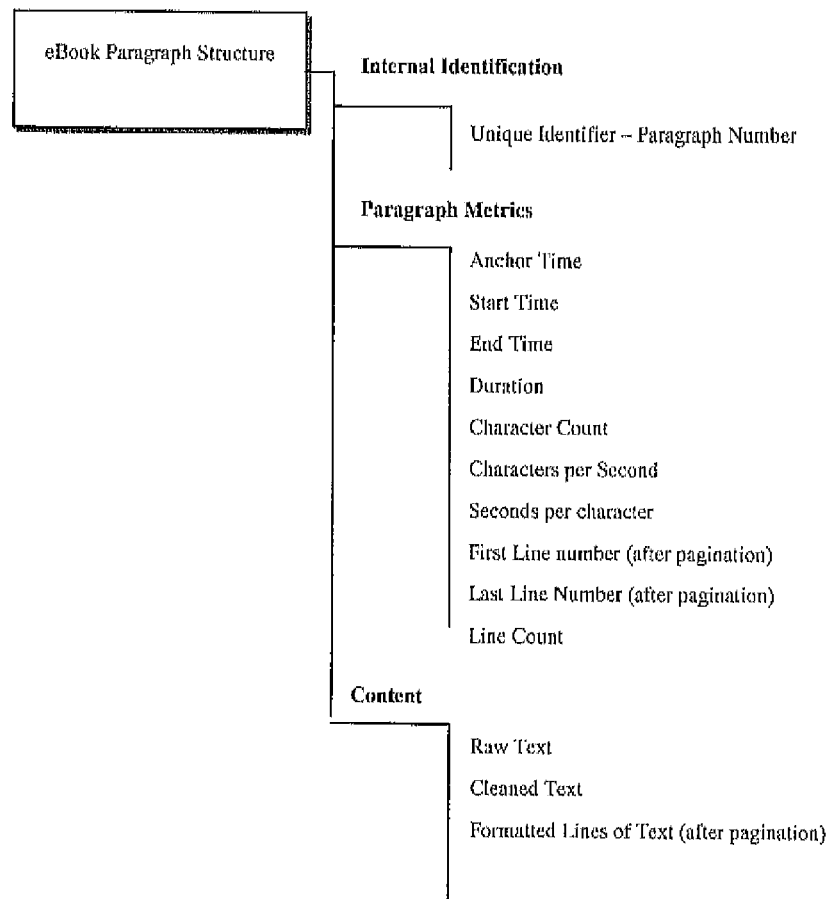 eBook Paragraph Structure
Internal Identification
Unique Identifier – Paragraph Number
Paragraph Metrics
Anchor Time
Start Time
End Time
Duration
Character Count
Characters per Second
Seconds per character
First Line number (after pagination)
Last Line Number (after pagination)
Line Count
Content
Raw Text
Cleaned Text
Formatted Lines of Text (after pagination)